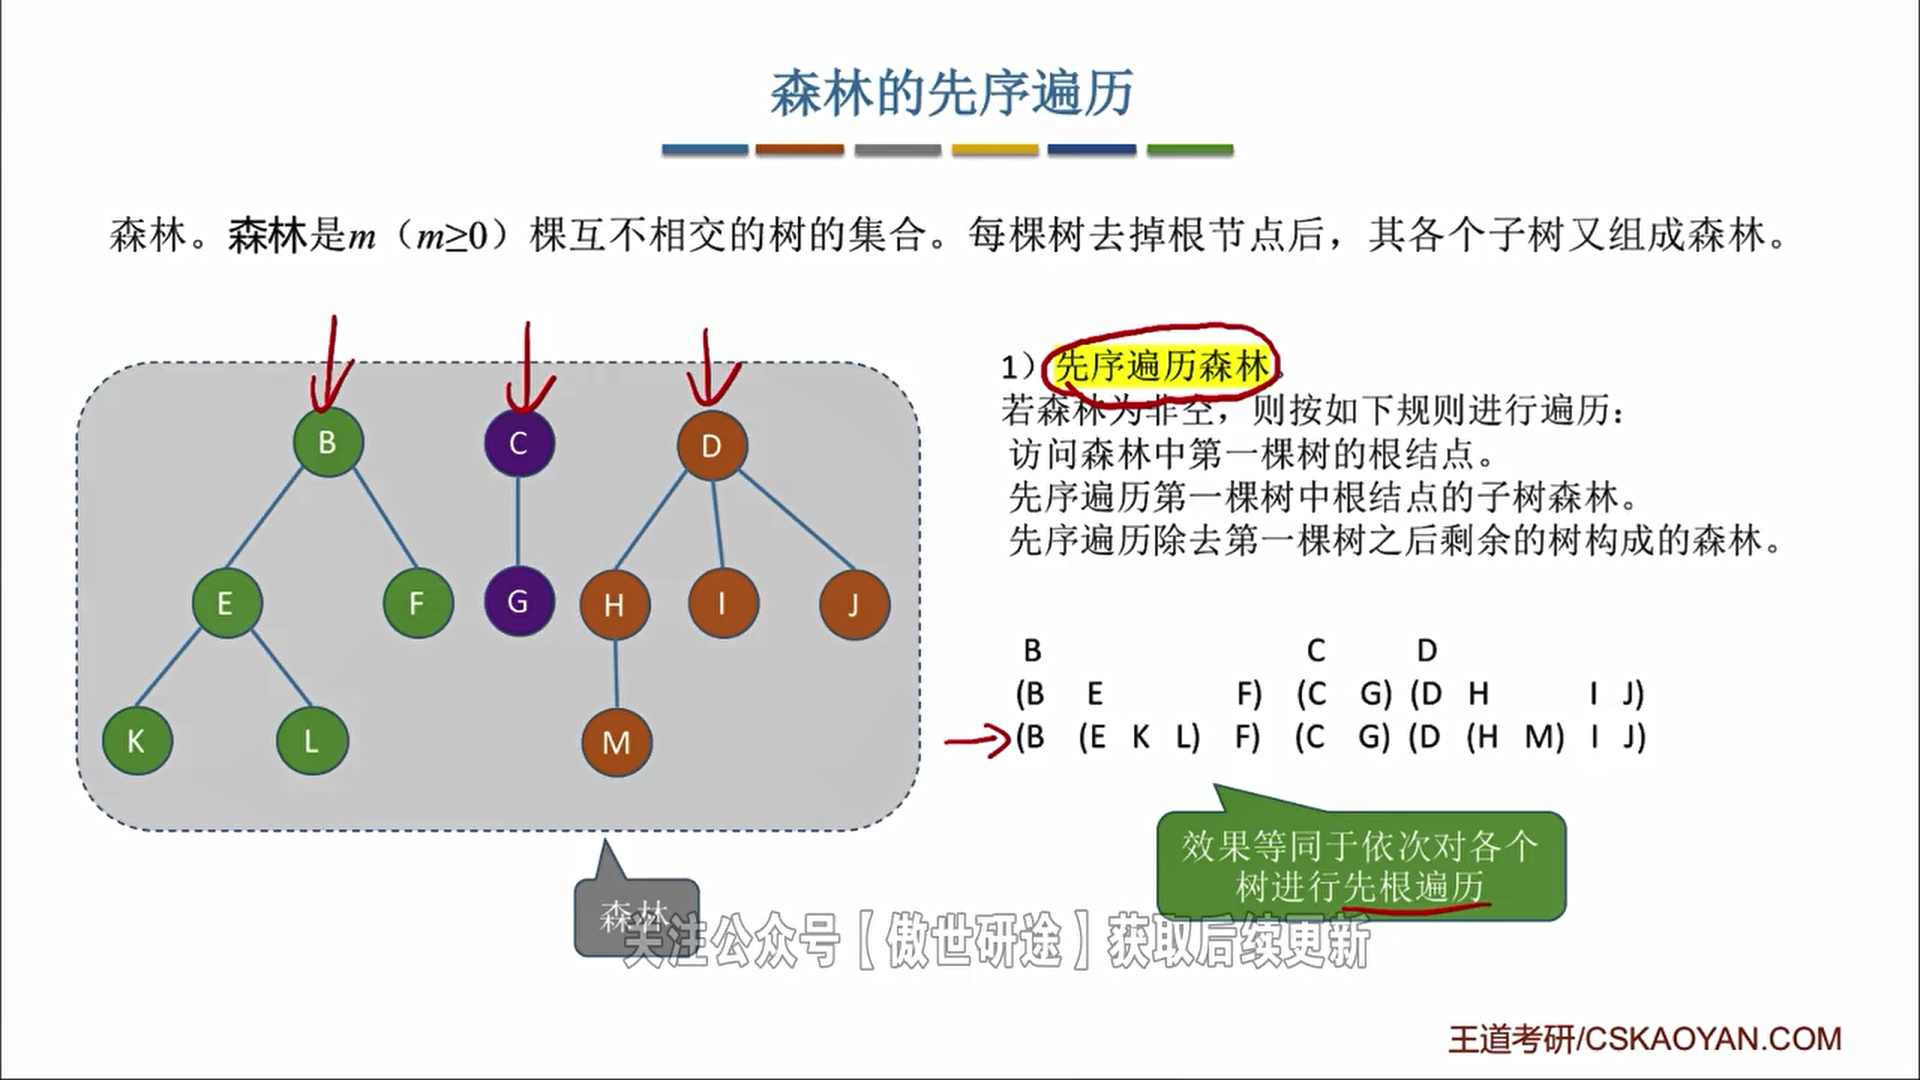 森林的先序遍历
森林。森林是m（m≥0）棵互不相交的树的集合。每棵树去掉根节点后，其各个子树又组成森林。
B C D
E F G H I J
K L M
森林
1）先序遍历森林。
若森林为非空，则按如下规则进行遍历：
访问森林中第一棵树的根结点。
先序遍历第一棵树中根结点的子树森林。
先序遍历除去第一棵树之后剩余的树构成的森林。
B C D
(B E F) (C G) (D H I J)
(B (E K L) F) (C G) (D (H M) I J)
效果等同于依次对各个
树进行先根遍历
关注公众号【傲世研途】获取后续更新
王道考研/CSKAOYAN.COM